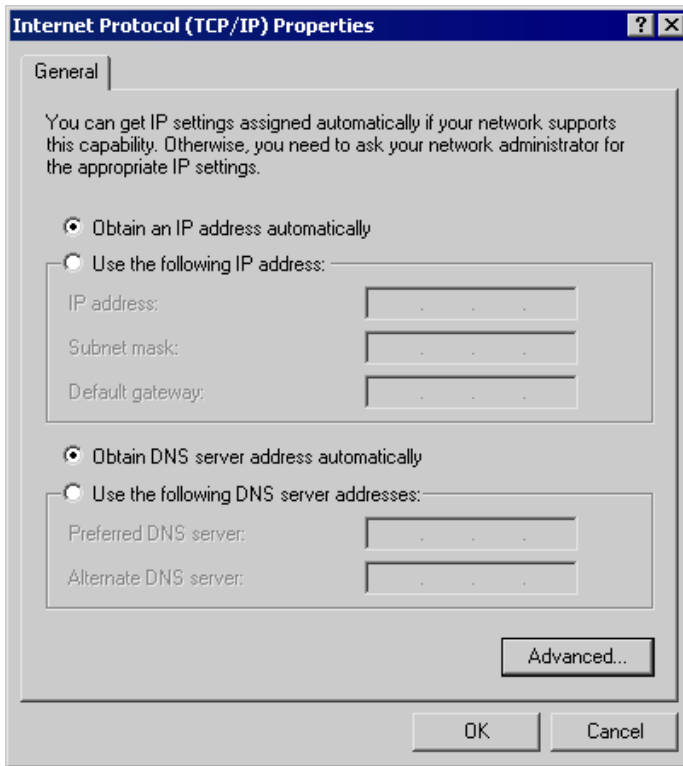 Internet Protocol (TCP/IP) Properties
General
You can get IP settings assigned automatically if your network supports
this capability. Otherwise, you need to ask your network administrator for
the appropriate IP settings.
Obtain an IP address automatically
Use the following IP address:
IP address:
Subnet mask:
Default gateway:
Obtain DNS server address automatically
Use the following DNS server addresses:
Preferred DNS server:
Alternate DNS server:
Advanced...
OK Cancel